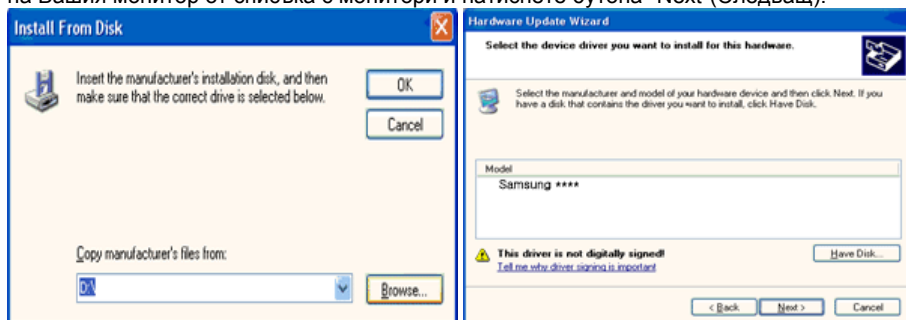 на Вашия монитор от списъка с монитори и натиснете бутона "Next"(Следващ).
Install From Disk
Insert the manufacturer's installation disk, and then
make sure that the correct drive is selected below.
OK
Cancel
Copy manufacturer's files from:
D:\
Browse...
Hardware Update Wizard
Select the device driver you want to install for this hardware.
Select the manufacturer and model of your hardware device and then click Next. If you
have a disk that contains the driver you want to install, click Have Disk.
Model
Samsung ****
This driver is not digitally signed!
Tell me why driver signing is important
Have Disk...
< Back
Next >
Cancel